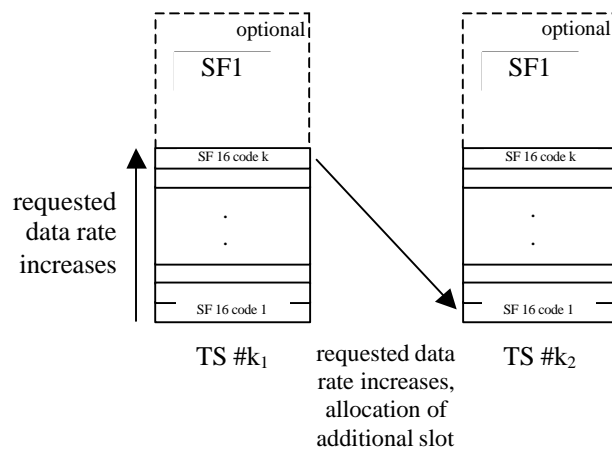 optional
SF1
SF 16 code k
.
.
SF 16 code 1
TS #k₁
requested
data rate
increases
optional
SF1
SF 16 code k
.
.
SF 16 code 1
TS #k₂
requested data
rate increases,
allocation of
additional slot